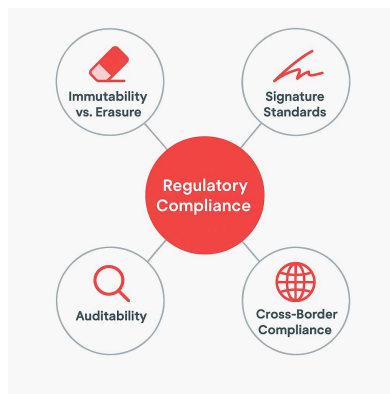 Immutability
vs. Erasure
Signature
Standards
Regulatory
Compliance
Auditability
Cross-Border
Compliance